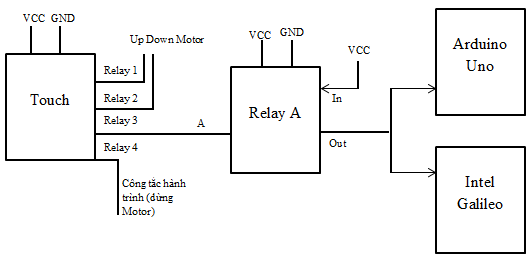 VCC GND
Up Down Motor
Touch
Relay 1
Relay 2
Relay 3
Relay 4
Công tắc hành
trình (dừng
Motor)
A
VCC GND
Relay A
VCC
In
Out
Arduino
Uno
Intel
Galileo